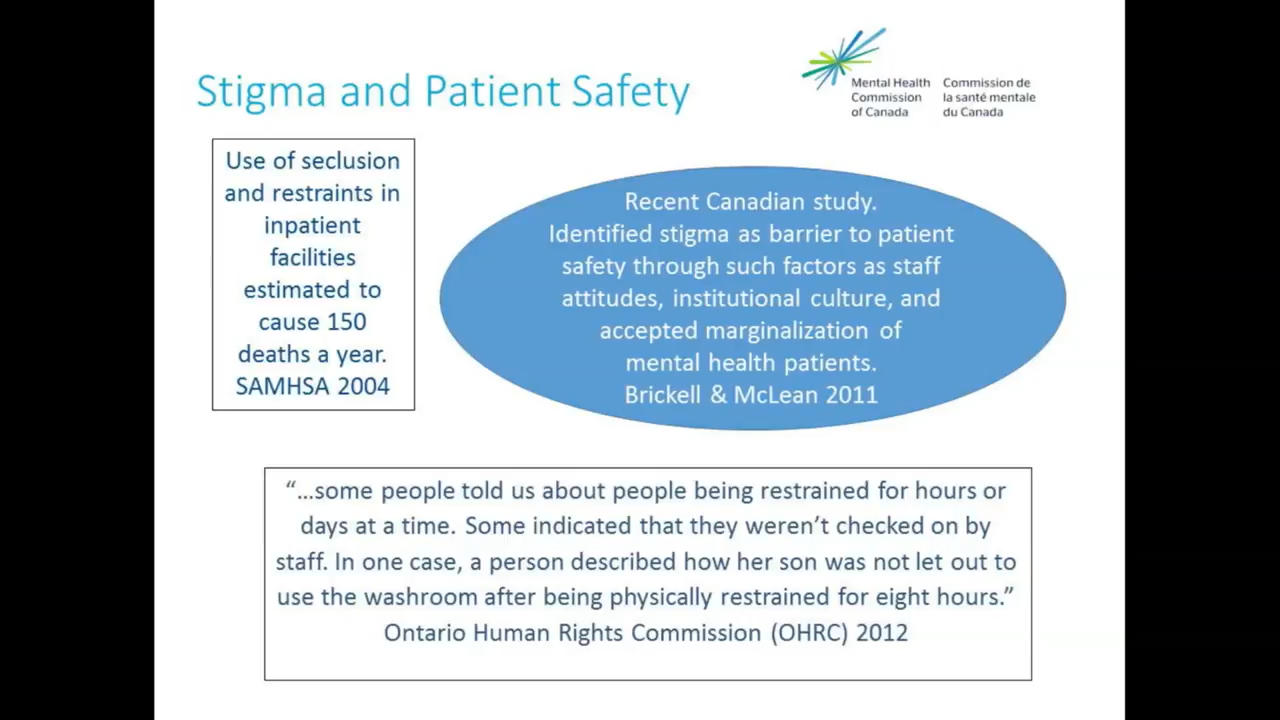 Stigma and Patient Safety
Mental Health
Commission
of Canada
Commission de
la santé mentale
du Canada
Use of seclusion
and restraints in
inpatient
facilities
estimated to
cause 150
deaths a year.
SAMHSA 2004
Recent Canadian study.
Identified stigma as barrier to patient
safety through such factors as staff
attitudes, institutional culture, and
accepted marginalization of
mental health patients.
Brickell & McLean 2011
“…some people told us about people being restrained for hours or
days at a time. Some indicated that they weren’t checked on by
staff. In one case, a person described how her son was not let out to
use the washroom after being physically restrained for eight hours.”
Ontario Human Rights Commission (OHRC) 2012